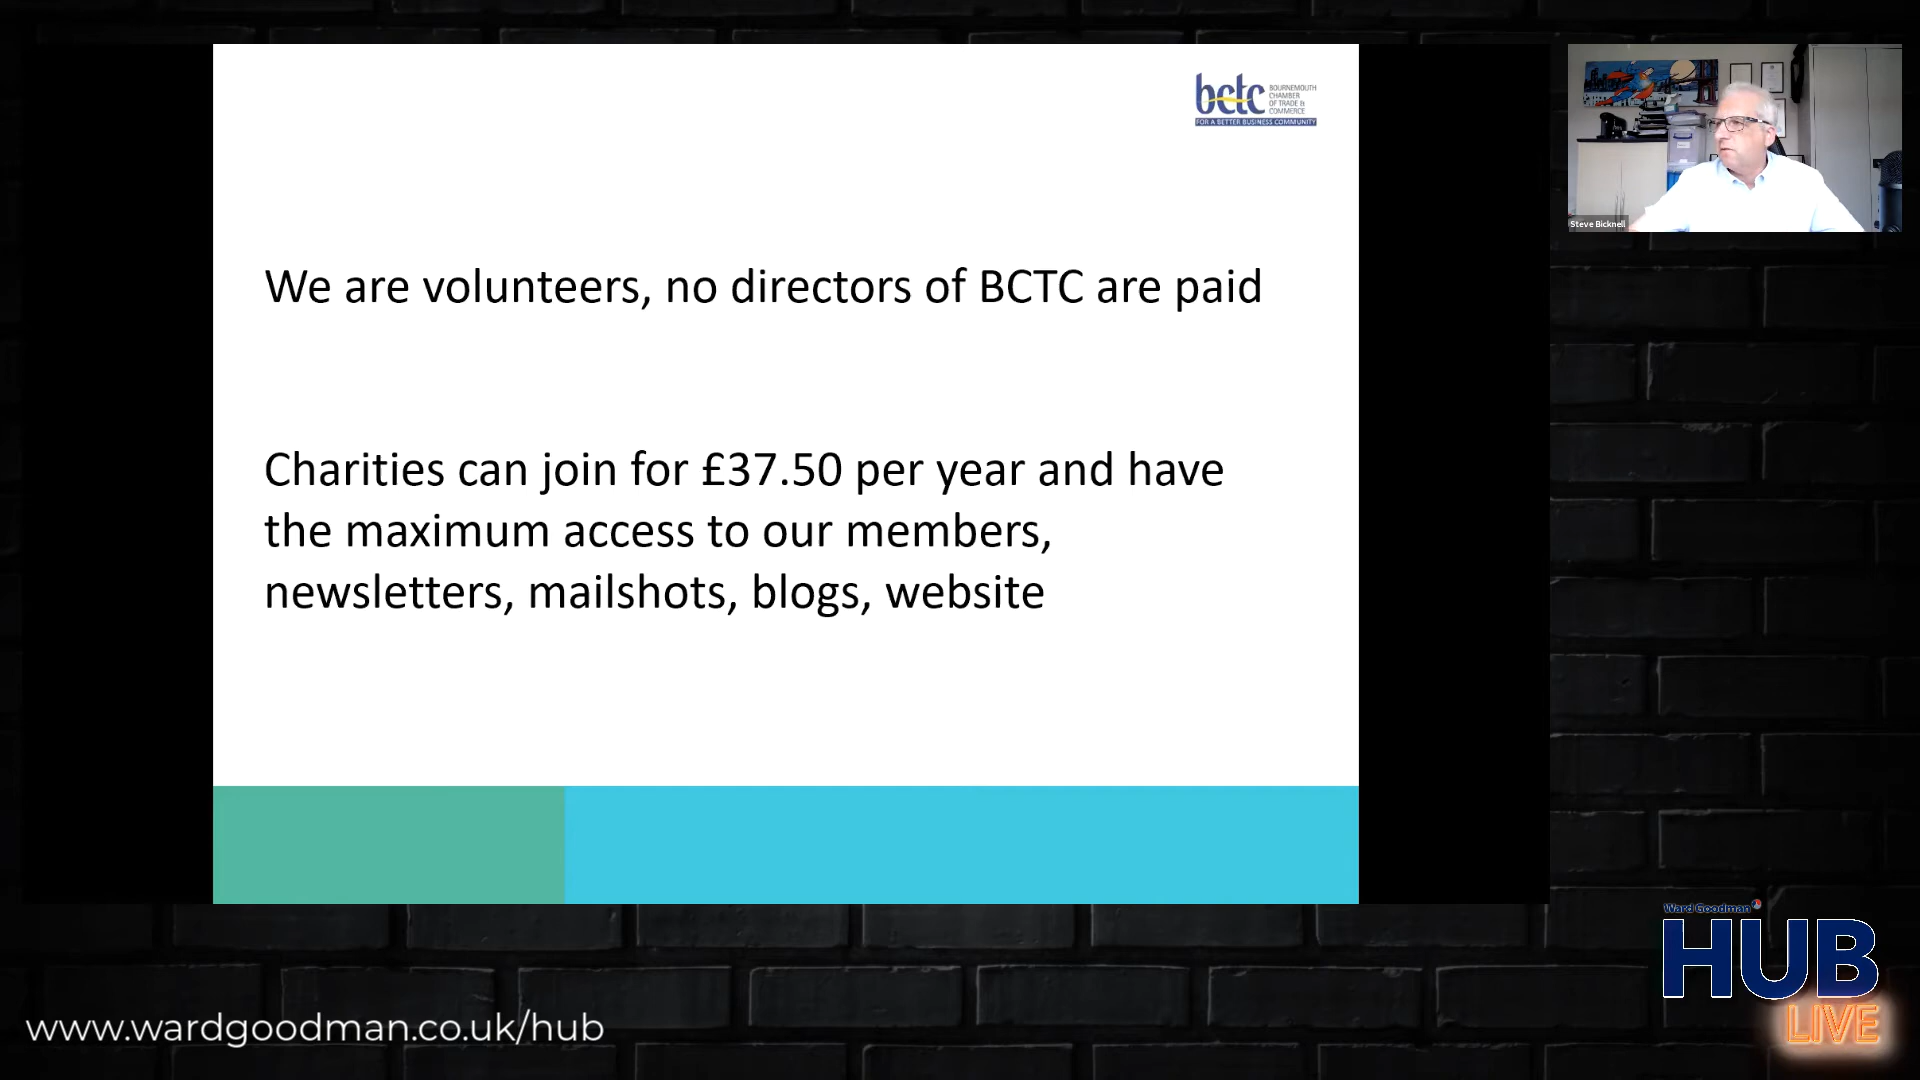 bctc
BOURNEMOUTH
CHAMBER
OF TRADE &
COMMERCE
FOR A BETTER BUSINESS COMMUNITY
We are volunteers, no directors of BCTC are paid
Charities can join for £37.50 per year and have
the maximum access to our members,
newsletters, mailshots, blogs, website
Steve Bicknell
Ward Goodman
HUB
LIVE
www.wardgoodman.co.uk/hub